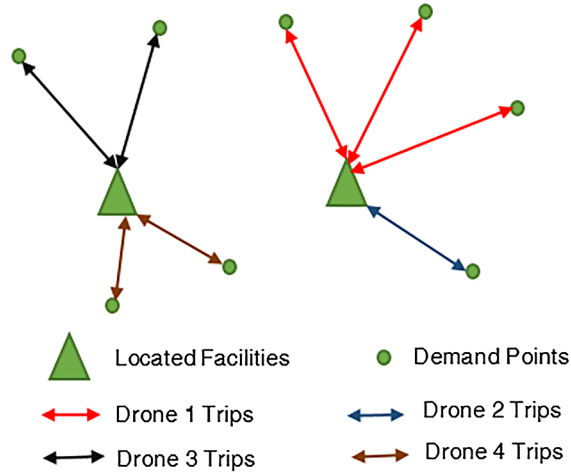 Located Facilities
Demand Points
Drone 1 Trips
Drone 2 Trips
Drone 3 Trips
Drone 4 Trips